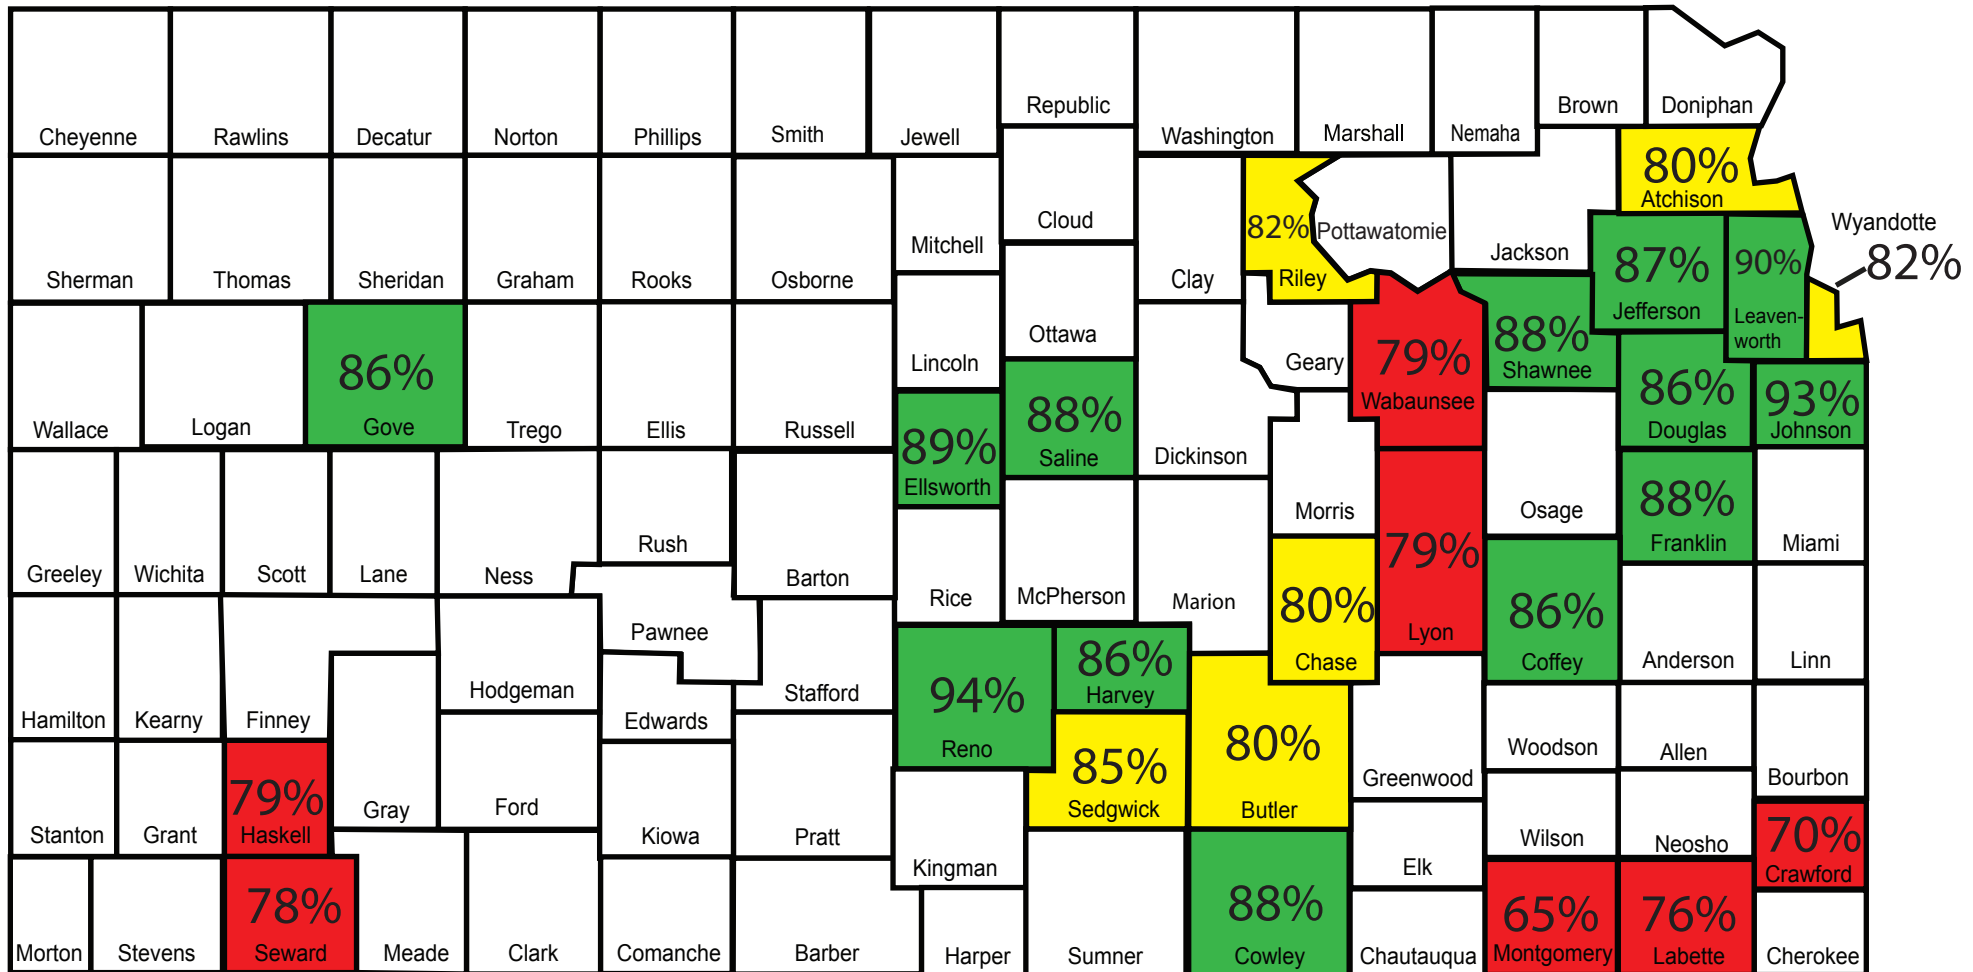 Republic
Brown
Doniphan
Cheyenne
Rawlins
Decatur
Norton
Phillips
Smith
Jewell
Washington
Marshall
Nemaha
80%
Atchison
Cloud
82%
Pottawatomie
Wyandotte
82%
Mitchell
Jackson
87%
90%
Sherman
Thomas
Sheridan
Graham
Rooks
Osborne
Clay
Riley
Jefferson
Leaven-
worth
Ottawa
88%
Shawnee
86%
Gove
Lincoln
Geary
79%
Wabaunsee
86%
Douglas
93%
Johnson
Wallace
Logan
Trego
Ellis
Russell
89%
Ellsworth
88%
Saline
Dickinson
Morris
Osage
88%
Franklin
Miami
Greeley
Wichita
Scott
Lane
Ness
Rush
Barton
Rice
McPherson
Marion
80%
Chase
79%
Lyon
86%
Coffey
Anderson
Linn
Pawnee
Hamilton
Kearny
Finney
Hodgeman
Edwards
Stafford
94%
Reno
86%
Harvey
85%
Sedgwick
80%
Butler
Greenwood
Woodson
Allen
Bourbon
Stanton
Grant
79%
Haskell
Gray
Ford
Kiowa
Pratt
Kingman
Elk
Wilson
Neosho
70%
Crawford
Morton
Stevens
78%
Seward
Meade
Clark
Comanche
Barber
Harper
Sumner
88%
Cowley
Chautauqua
65%
Montgomery
76%
Labette
Cherokee